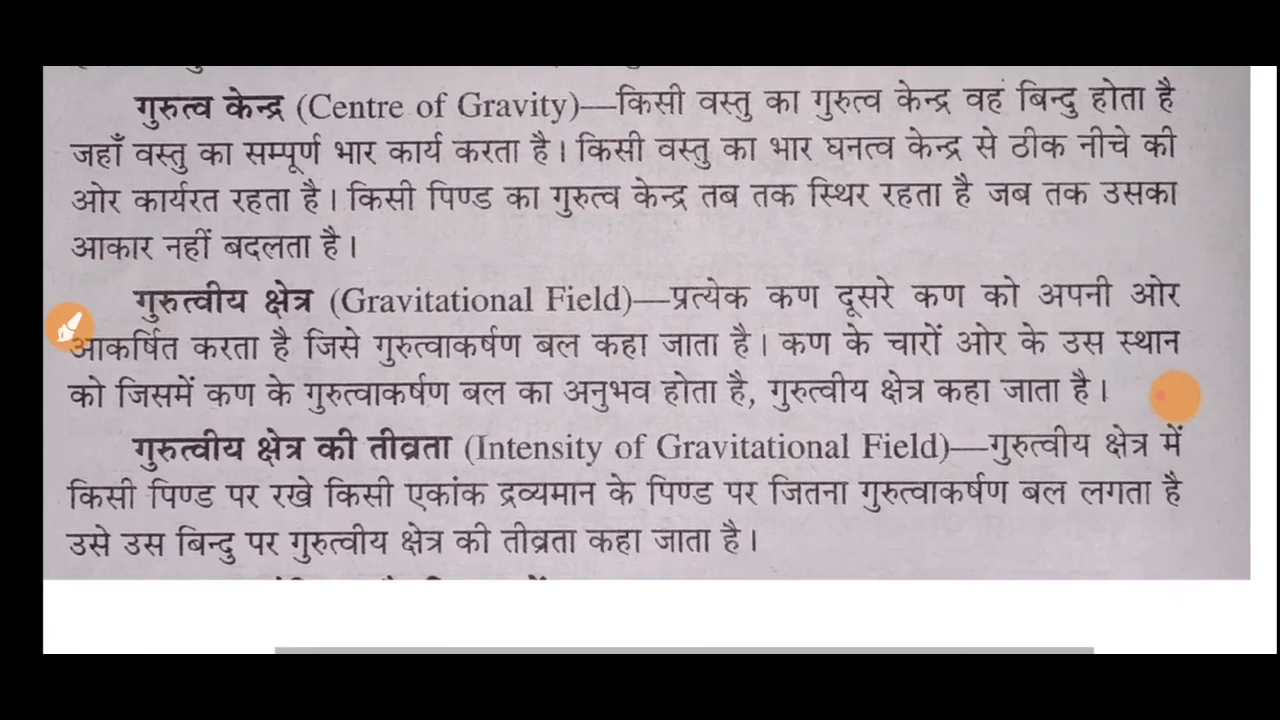 गुरुत्व केन्द्र (Centre of Gravity)—किसी वस्तु का गुरुत्व केन्द्र वह बिन्दु होता है
जहाँ वस्तु का सम्पूर्ण भार कार्य करता है। किसी वस्तु का भार घनत्व केन्द्र से ठीक नीचे की
ओर कार्यरत रहता है। किसी पिण्ड का गुरुत्व केन्द्र तब तक स्थिर रहता है जब तक उसका
आकार नहीं बदलता है।
गुरुत्वीय क्षेत्र (Gravitational Field)—प्रत्येक कण दूसरे कण को अपनी ओर
आकर्षित करता है जिसे गुरुत्वाकर्षण बल कहा जाता है। कण के चारों ओर के उस स्थान
को जिसमें कण के गुरुत्वाकर्षण बल का अनुभव होता है, गुरुत्वीय क्षेत्र कहा जाता है।
गुरुत्वीय क्षेत्र की तीव्रता (Intensity of Gravitational Field)—गुरुत्वीय क्षेत्र में
किसी पिण्ड पर रखे किसी एकांक द्रव्यमान के पिण्ड पर जितना गुरुत्वाकर्षण बल लगता है
उसे उस बिन्दु पर गुरुत्वीय क्षेत्र की तीव्रता कहा जाता है।